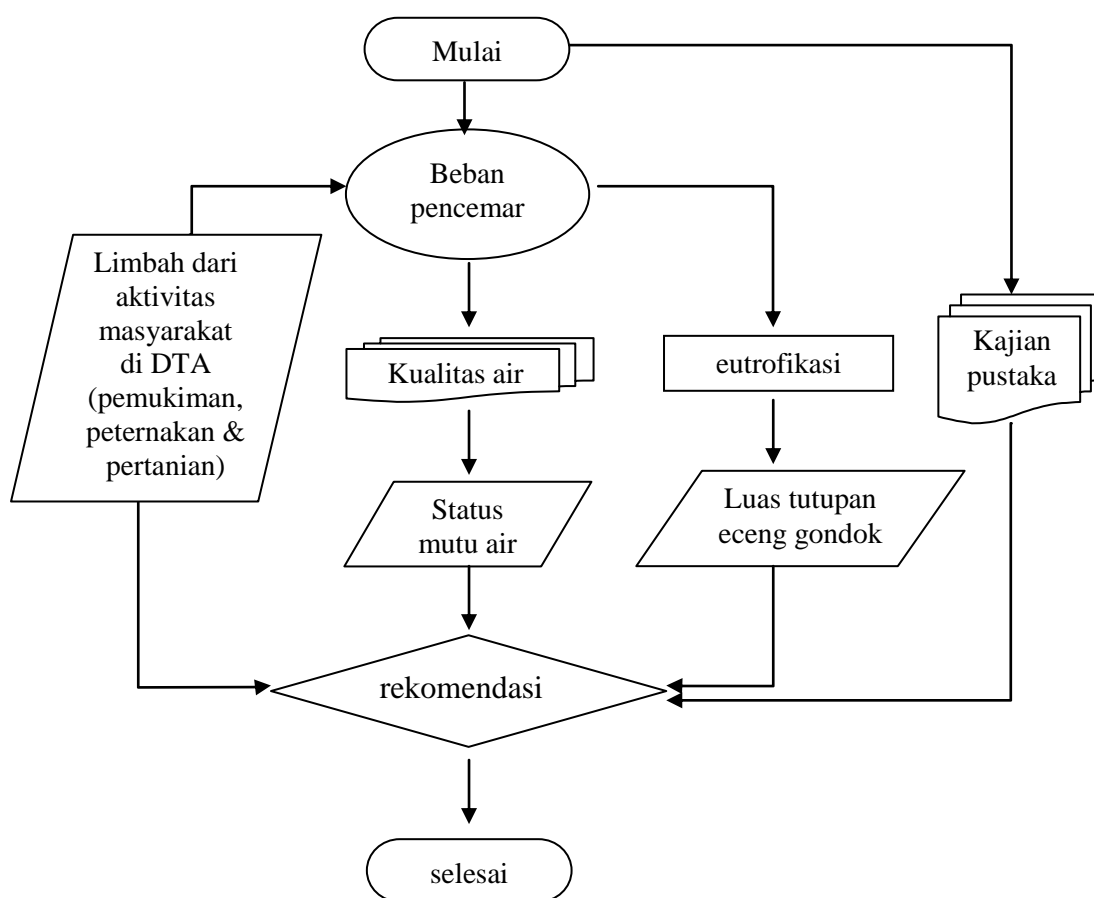 Mulai
Beban
pencemar
Limbah dari
aktivitas
masyarakat
di DTA
(pemukiman,
peternakan &
pertanian)
Kualitas air
eutrofikasi
Kajian
pustaka
Status
mutu air
Luas tutupan
eceng gondok
rekomendasi
selesai